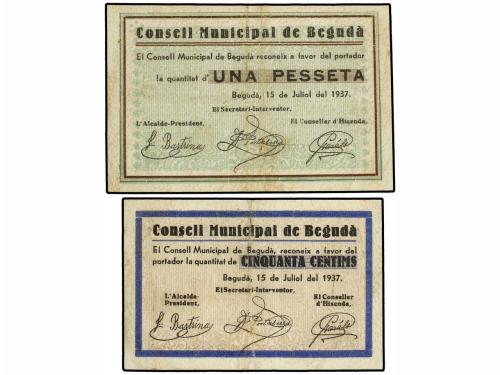 Consell Municipal de Begudà
El Consell Municipal de Begudà reconeix a favor del portador
la quantitat d' UNA PESSETA
Begudà, 15 de Juliol del 1937.
El Secretari-Interventor,
L'Alcalde-President, El Conseller d'Hisenda,
Consell Municipal de Begudà
El Consell Municipal de Begudà, reconeix a favor del
portador la quantitat de CINQUANTA CENTIMS
Begudà, 15 de Juliol del 1937.
El Secretari-Interventor,
L'Alcalde- El Conseller
President, d'Hisenda,